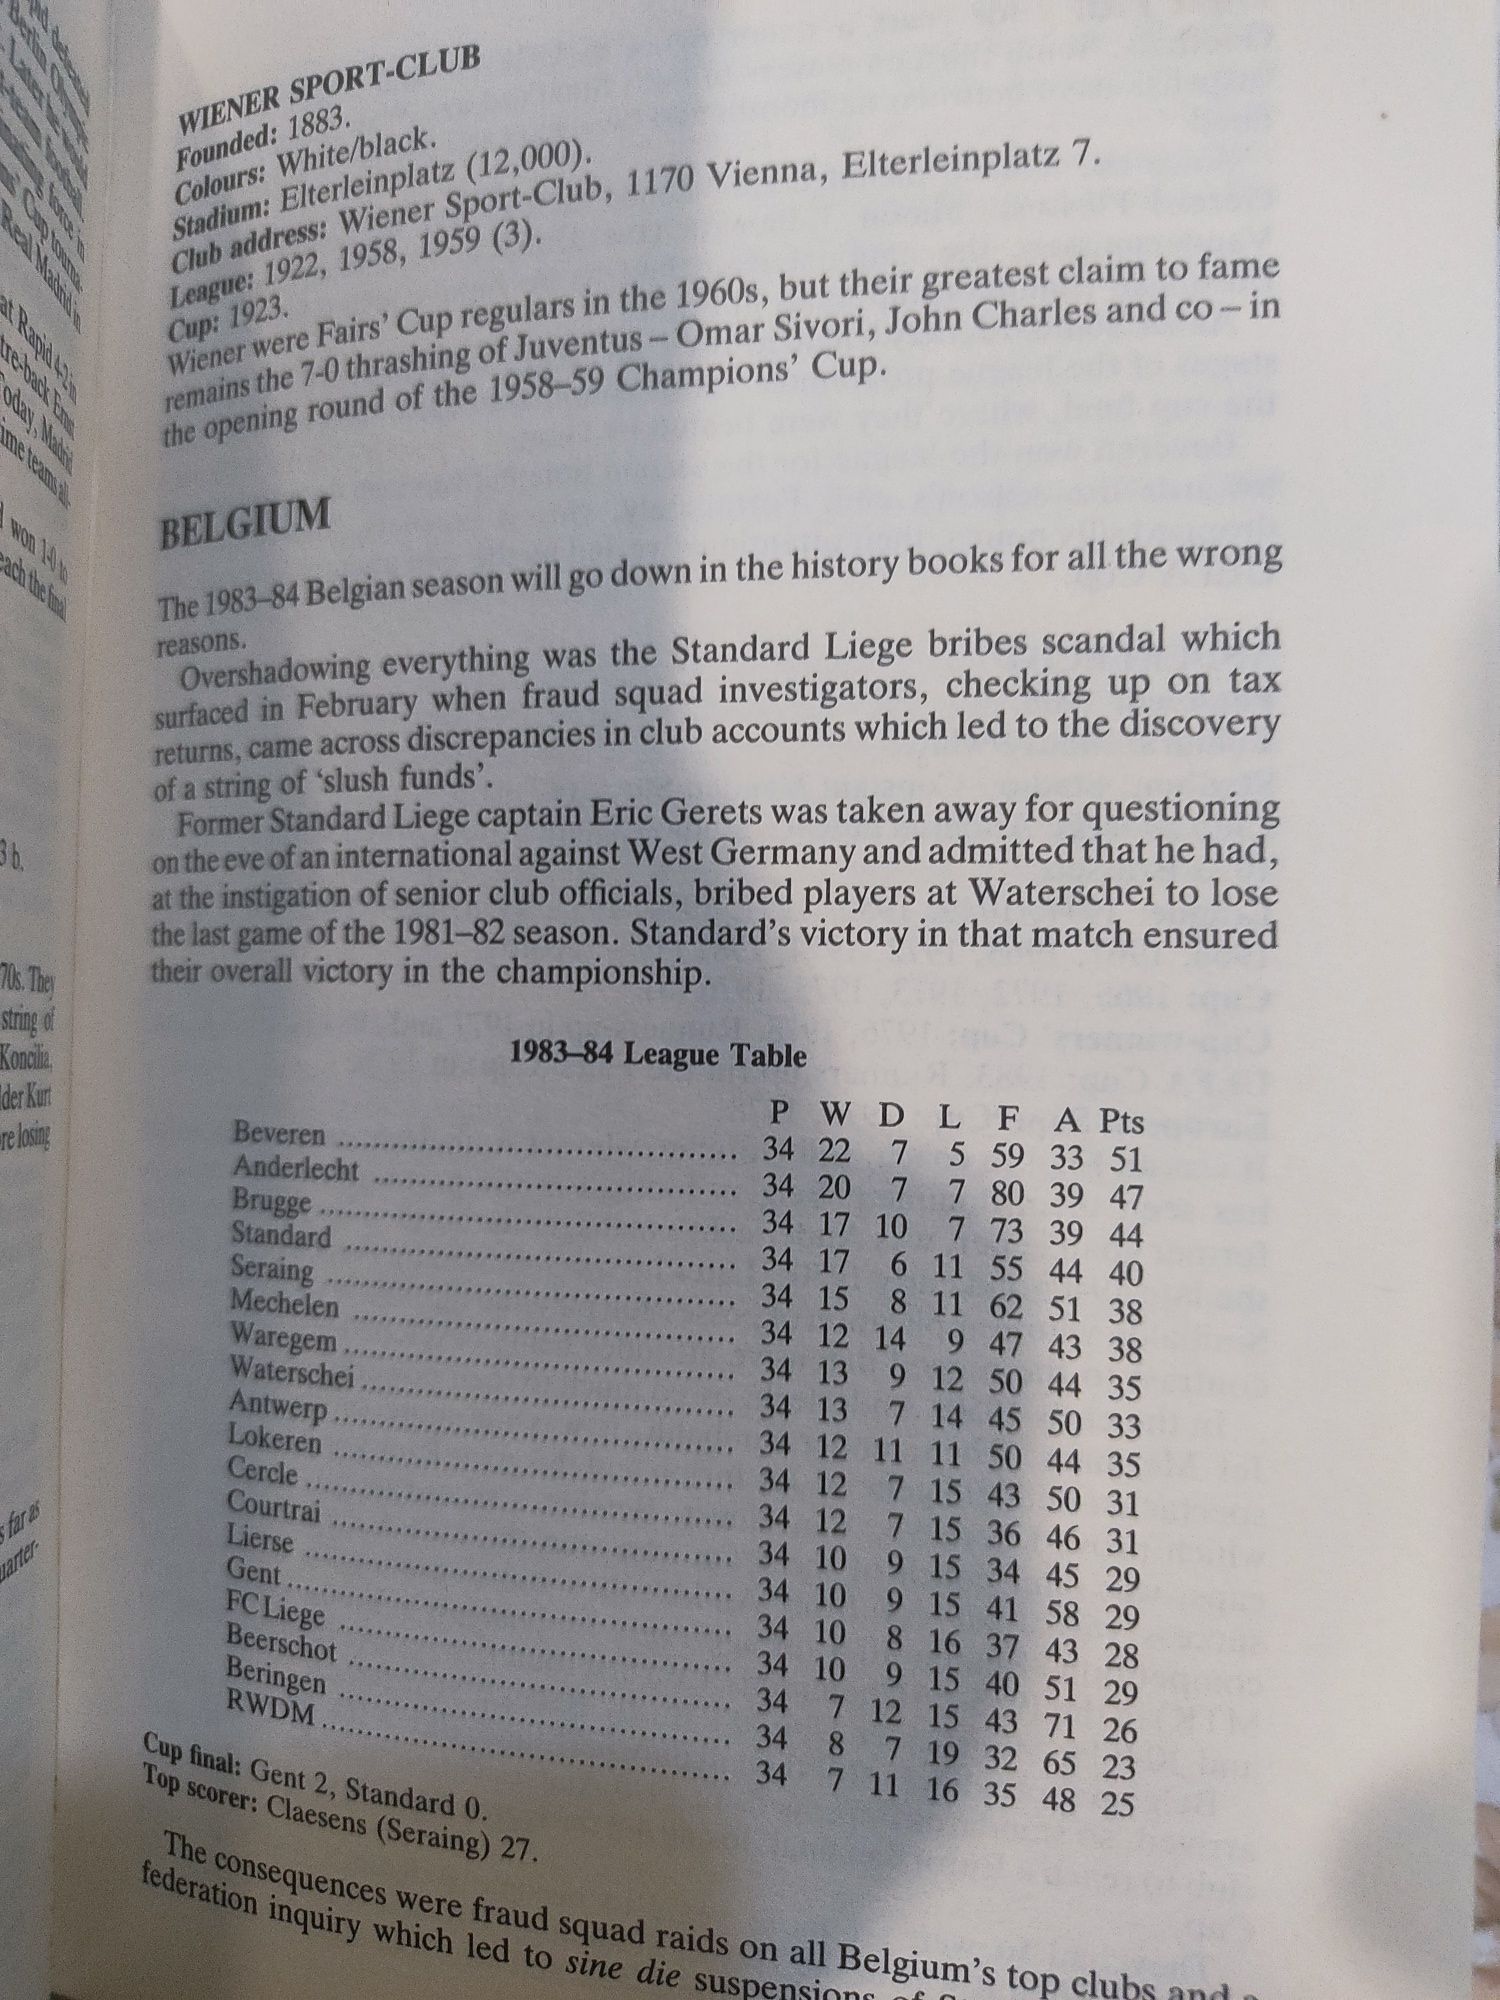 WIENER SPORT-CLUB
Founded: 1883.
Colours: White/black.
Stadium: Elterleinplatz (12,000).
Club address: Wiener Sport-Club, 1170 Vienna, Elterleinplatz 7.
League: 1922, 1958, 1959 (3).
Cup: 1923.
Wiener were Fairs' Cup regulars in the 1960s, but their greatest claim to fame
remains the 7-0 thrashing of Juventus – Omar Sivori, John Charles and co – in
the opening round of the 1958–59 Champions' Cup.
BELGIUM
The 1983–84 Belgian season will go down in the history books for all the wrong
reasons.
Overshadowing everything was the Standard Liege bribes scandal which
surfaced in February when fraud squad investigators, checking up on tax
returns, came across discrepancies in club accounts which led to the discovery
of a string of ‘slush funds’.
Former Standard Liege captain Eric Gerets was taken away for questioning
on the eve of an international against West Germany and admitted that he had,
at the instigation of senior club officials, bribed players at Waterschei to lose
the last game of the 1981–82 season. Standard's victory in that match ensured
their overall victory in the championship.
1983–84 League Table
P W D L F A Pts
Beveren 34 22 7 5 59 33 51
Anderlecht 34 20 7 7 80 39 47
Brugge 34 17 10 7 73 39 44
Standard 34 17 6 11 55 44 40
Seraing 34 15 8 11 62 51 38
Mechelen 34 12 14 9 47 43 38
Waregem 34 13 9 12 50 44 35
Waterschei 34 13 7 14 45 50 33
Antwerp 34 12 11 11 50 44 35
Lokeren 34 12 7 15 43 50 31
Cercle 34 12 7 15 36 46 31
Courtrai 34 10 9 15 34 45 29
Lierse 34 10 9 15 41 58 29
Gent 34 10 8 16 37 43 28
FC Liege 34 10 9 15 40 51 29
Beerschot 34 7 12 15 43 71 26
Beringen 34 8 7 19 32 65 23
RWDM 34 7 11 16 35 48 25
Cup final: Gent 2, Standard 0.
Top scorer: Claesens (Seraing) 27.
The consequences were fraud squad raids on all Belgium's top clubs and a
federation inquiry which led to sine die suspensions of